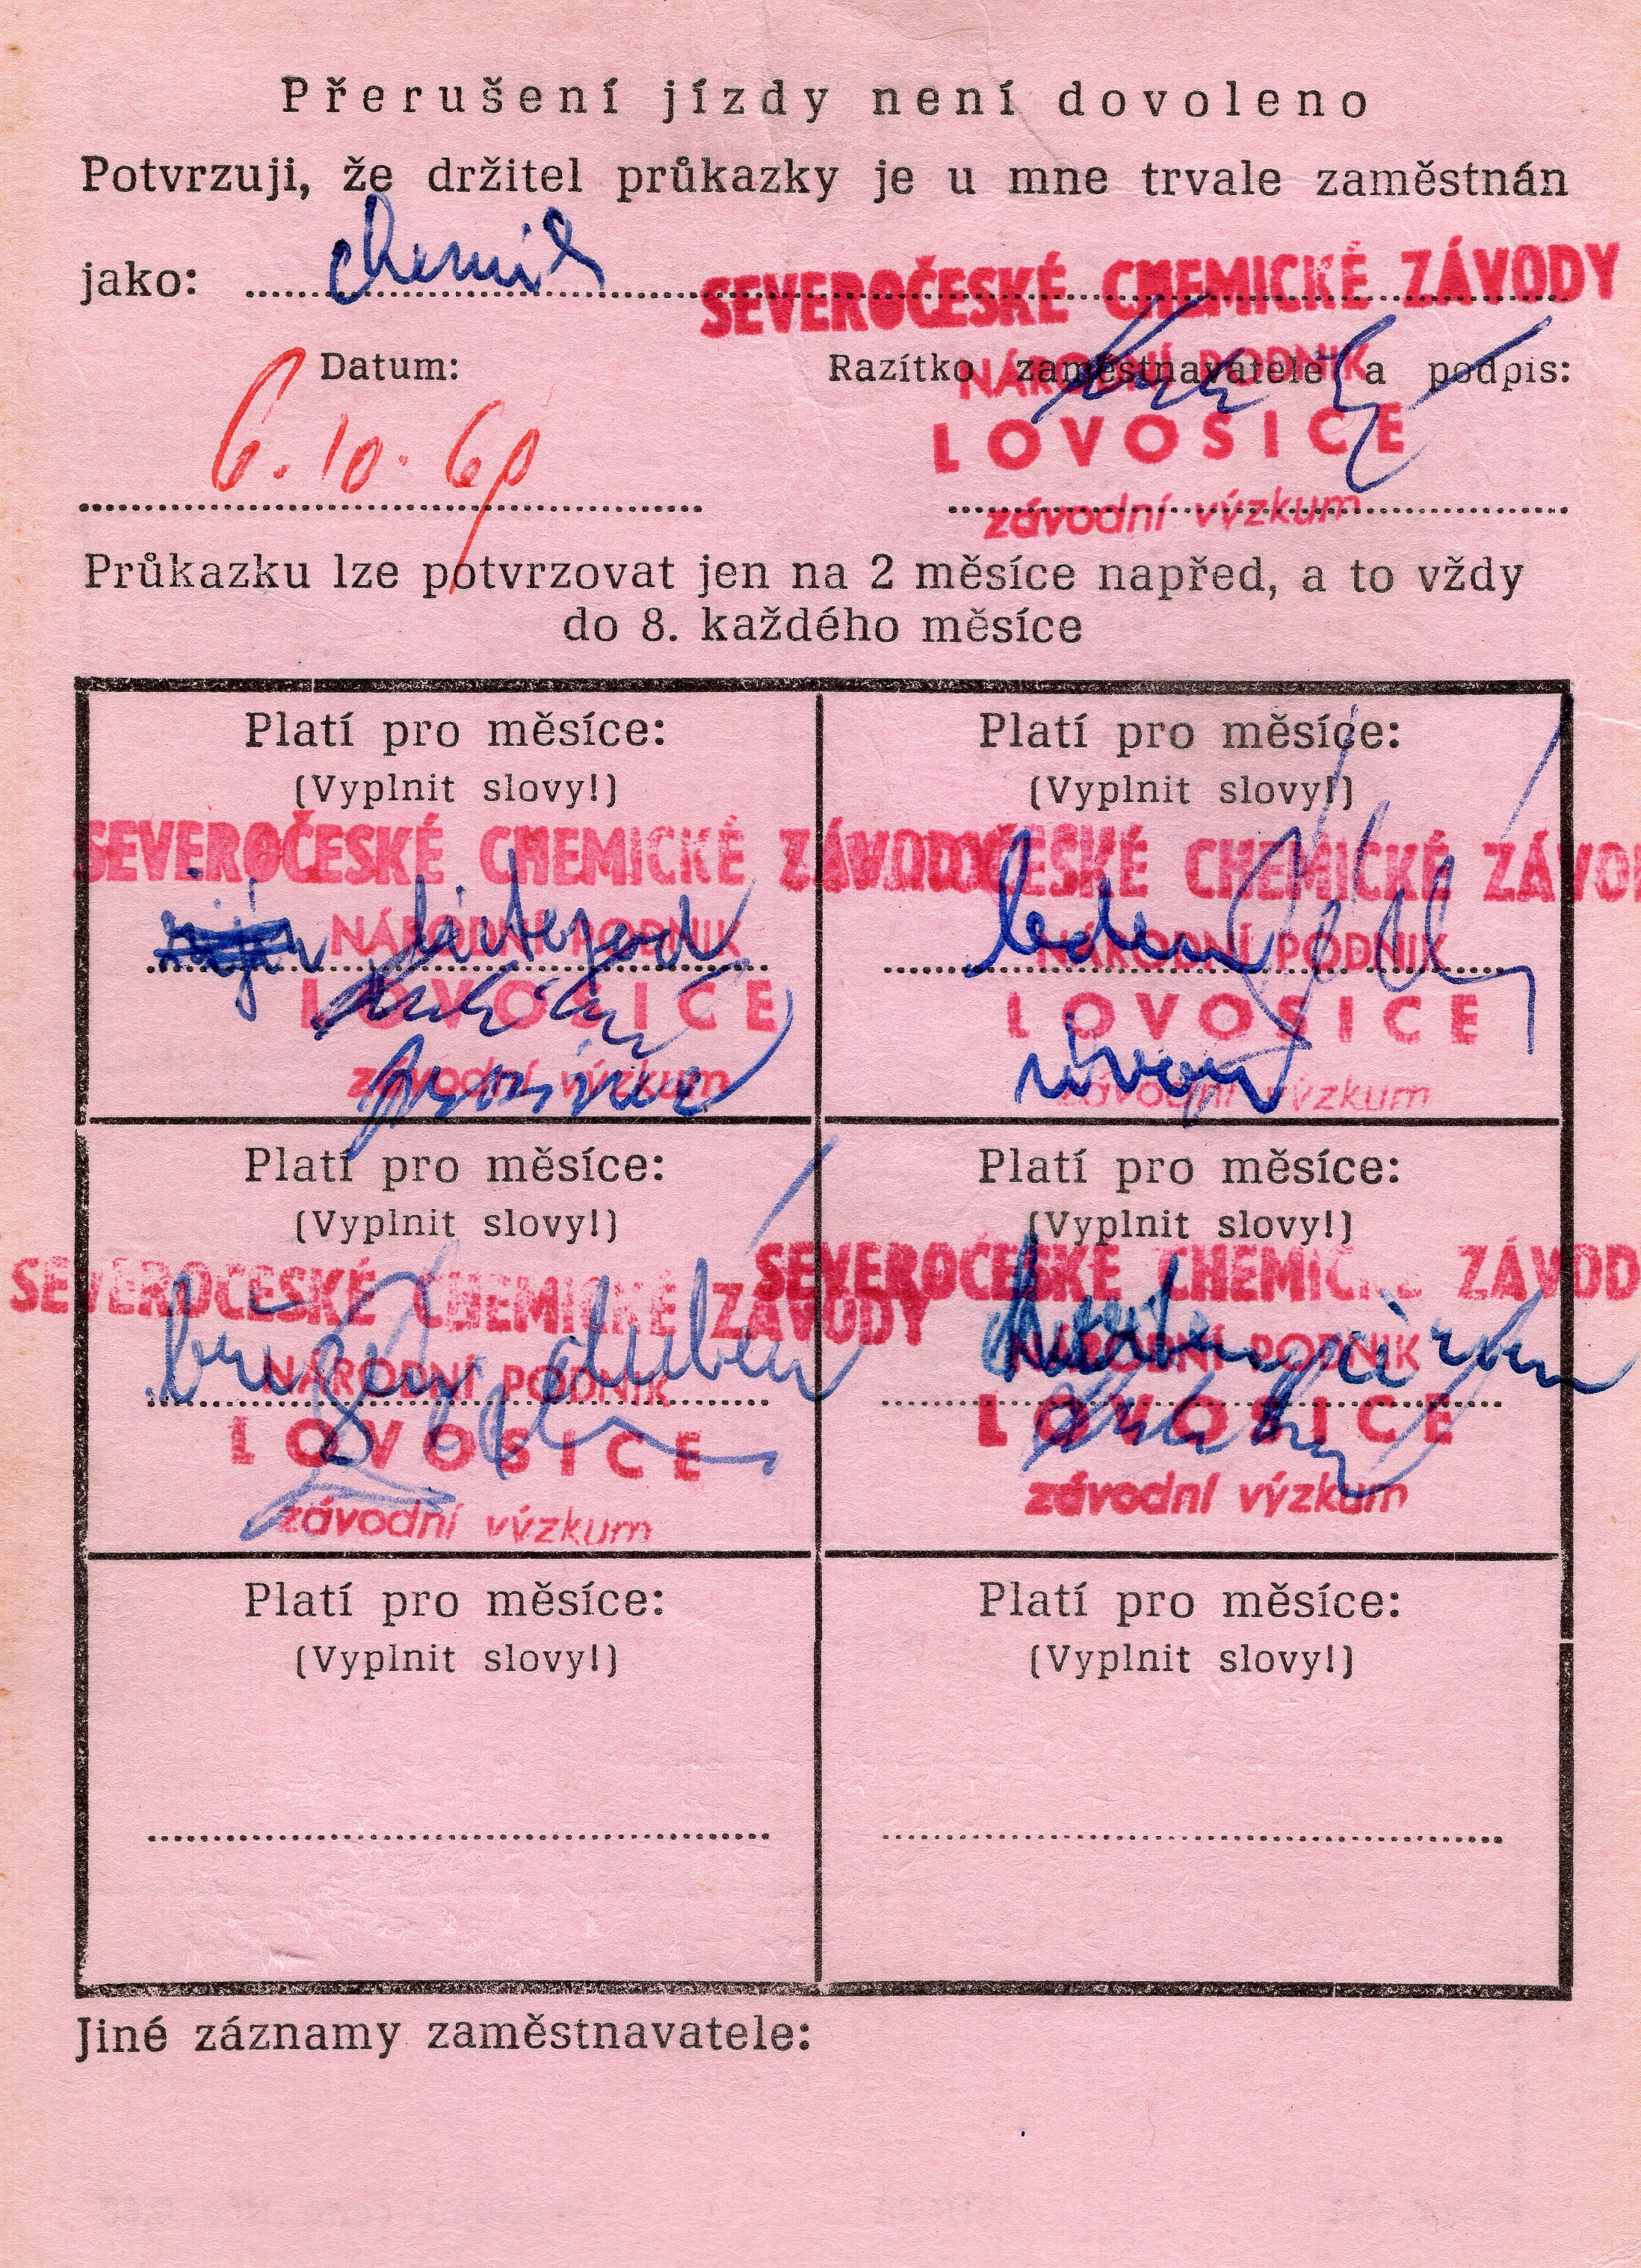 Přerušení jízdy není dovoleno
Potvrzuji, že držitel průkazky je u mne trvale zaměstnán
jako: chemik
SEVEROČESKÉ CHEMICKÉ ZÁVODY
Datum:
Razítko zaměstnavatele a podpis:
NÁRODNÍ PODNIK
LOVOSICE
6. 10. 60
závodní výzkum
Průkazku lze potvrzovat jen na 2 měsíce napřed, a to vždy
do 8. každého měsíce
Platí pro měsíce:
(Vyplnit slovy!)
SEVEROČESKÉ CHEMICKÉ ZÁVODY
říjen listopad
NÁRODNÍ PODNIK
LOVOSICE
prosinec
závodní výzkum
Platí pro měsíce:
(Vyplnit slovy!)
ČESKÉ CHEMICKÉ ZÁVO
leden
NÁRODNÍ PODNIK
LOVOSICE
únor
závodní výzkum
Platí pro měsíce:
(Vyplnit slovy!)
SEVEROČESKÉ CHEMICKÉ ZÁVODY
březen duben
NÁRODNÍ PODNIK
LOVOSICE
závodní výzkum
Platí pro měsíce:
(Vyplnit slovy!)
SEVEROČESKÉ CHEMICKÉ ZÁVOD
NÁRODNÍ PODNIK
LOVOSICE
závodní výzkum
Platí pro měsíce:
(Vyplnit slovy!)
Platí pro měsíce:
(Vyplnit slovy!)
Jiné záznamy zaměstnavatele: